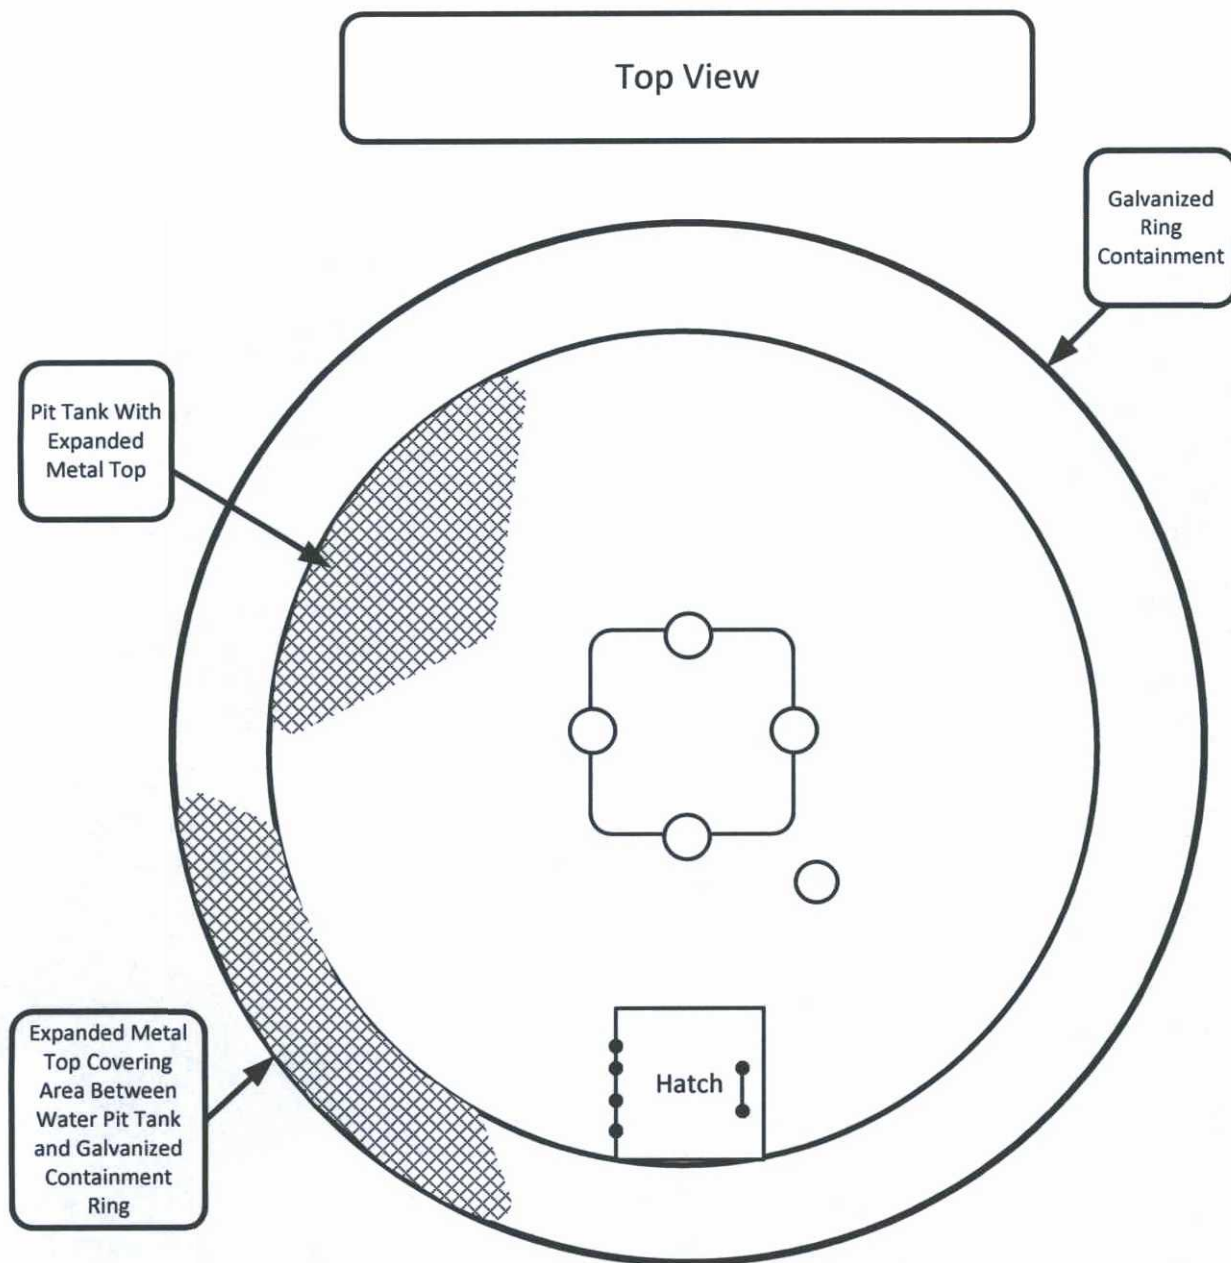 Top View
Galvanized
Ring
Containment
Pit Tank With
Expanded
Metal Top
Expanded Metal
Top Covering
Area Between
Water Pit Tank
and Galvanized
Containment
Ring
Hatch